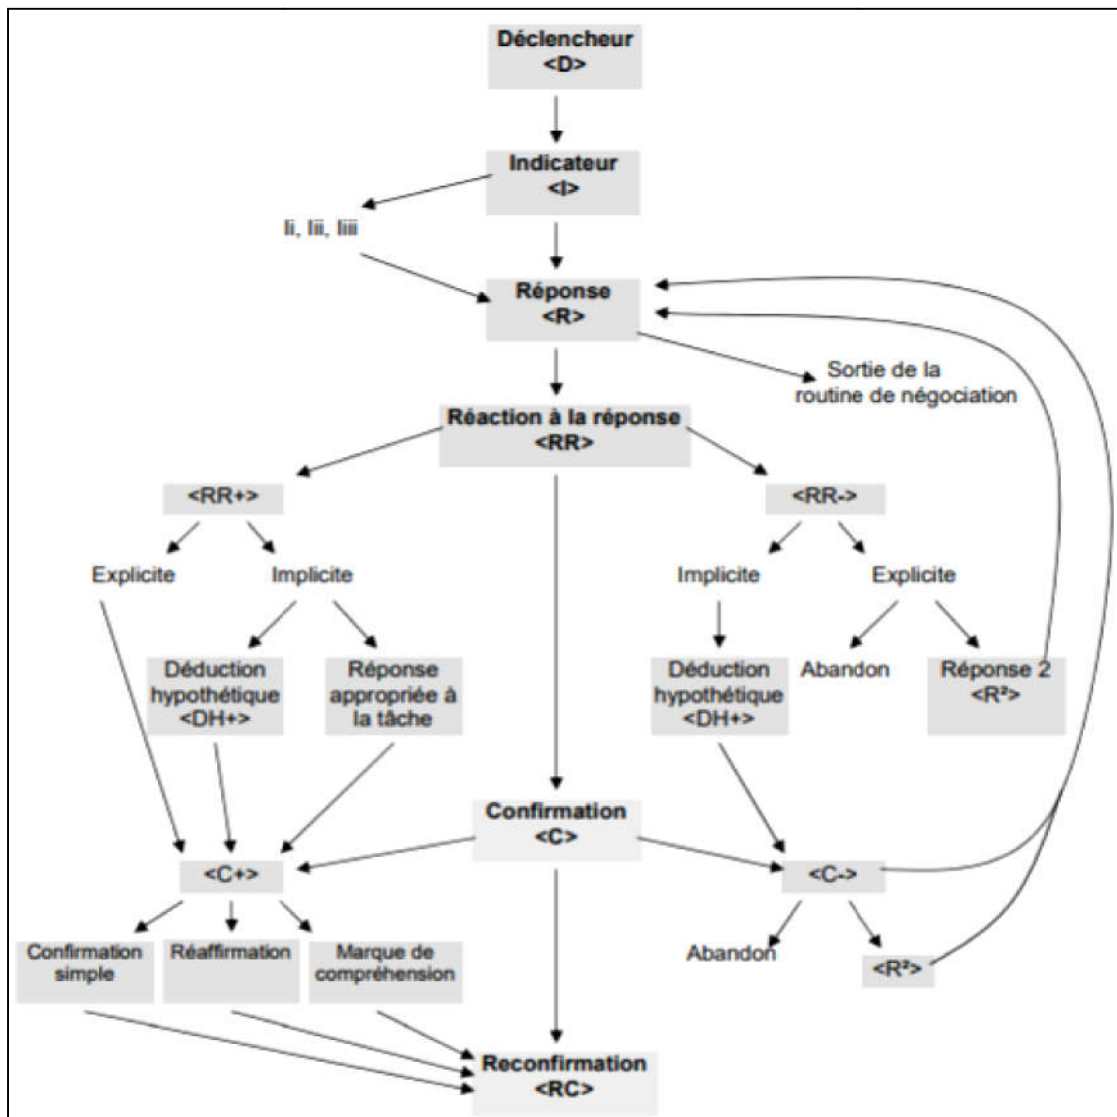 Déclencheur
<D>
Indicateur
<I>
Ii, Iii, Iiii
Réponse
<R>
Sortie de la
routine de négociation
Réaction à la réponse
<RR>
<RR+>
<RR->
Explicite
Implicite
Implicite
Explicite
Déduction
hypothétique
<DH+>
Réponse
appropriée à
la tâche
Déduction
hypothétique
<DH+>
Abandon
Réponse 2
<R²>
Confirmation
<C>
<C+>
<C->
Confirmation
simple
Réaffirmation
Marque de
compréhension
Abandon
<R²>
Reconfirmation
<RC>